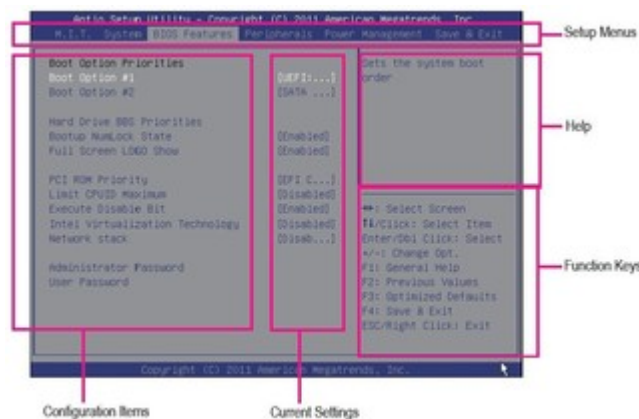 Aptio Setup Utility - Copyright (C) 2011 American Megatrends, Inc.
M.I.T. System BIOS Features Peripherals Power Management Save & Exit
Setup Menus
Boot Option Priorities
Boot Option #1 [UEFI:...]
Boot Option #2 [SATA ...]
Hard Drive BBS Priorities
Bootup NumLock State [Enabled]
Full Screen LOGO Show [Enabled]
PCI ROM Priority [EFI C...]
Limit CPUID Maximum [Disabled]
Execute Disable Bit [Enabled]
Intel Virtualization Technology [Disabled]
Network stack [Disab...]
Administrator Password
User Password
Sets the system boot
order
Help
↔: Select Screen
↑↓/Click: Select Item
Enter/Dbl Click: Select
+/-: Change Opt.
F1: General Help
F2: Previous Values
F3: Optimized Defaults
F4: Save & Exit
ESC/Right Click: Exit
Function Keys
Copyright (C) 2011 American Megatrends, Inc.
Configuration Items
Current Settings